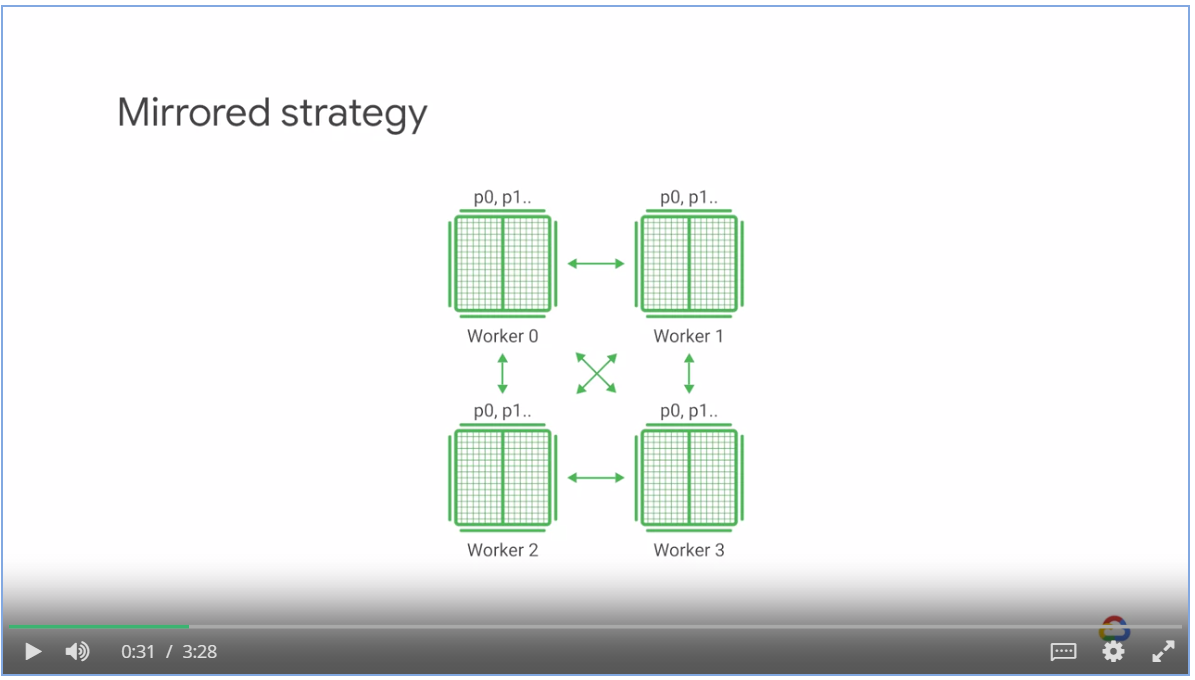 Mirrored strategy
p0, p1.. p0, p1..
Worker 0 Worker 1
p0, p1.. p0, p1..
Worker 2 Worker 3
0:31 / 3:28